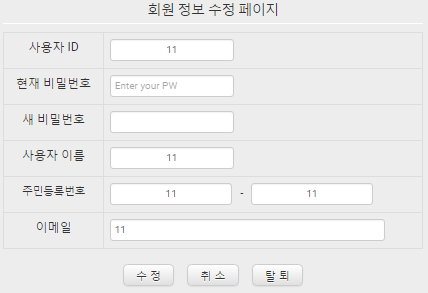 회원 정보 수정 페이지
사용자 ID 11
현재 비밀번호 Enter your PW
새 비밀번호
사용자 이름 11
주민등록번호 11 - 11
이메일 11
수 정 취 소 탈 퇴